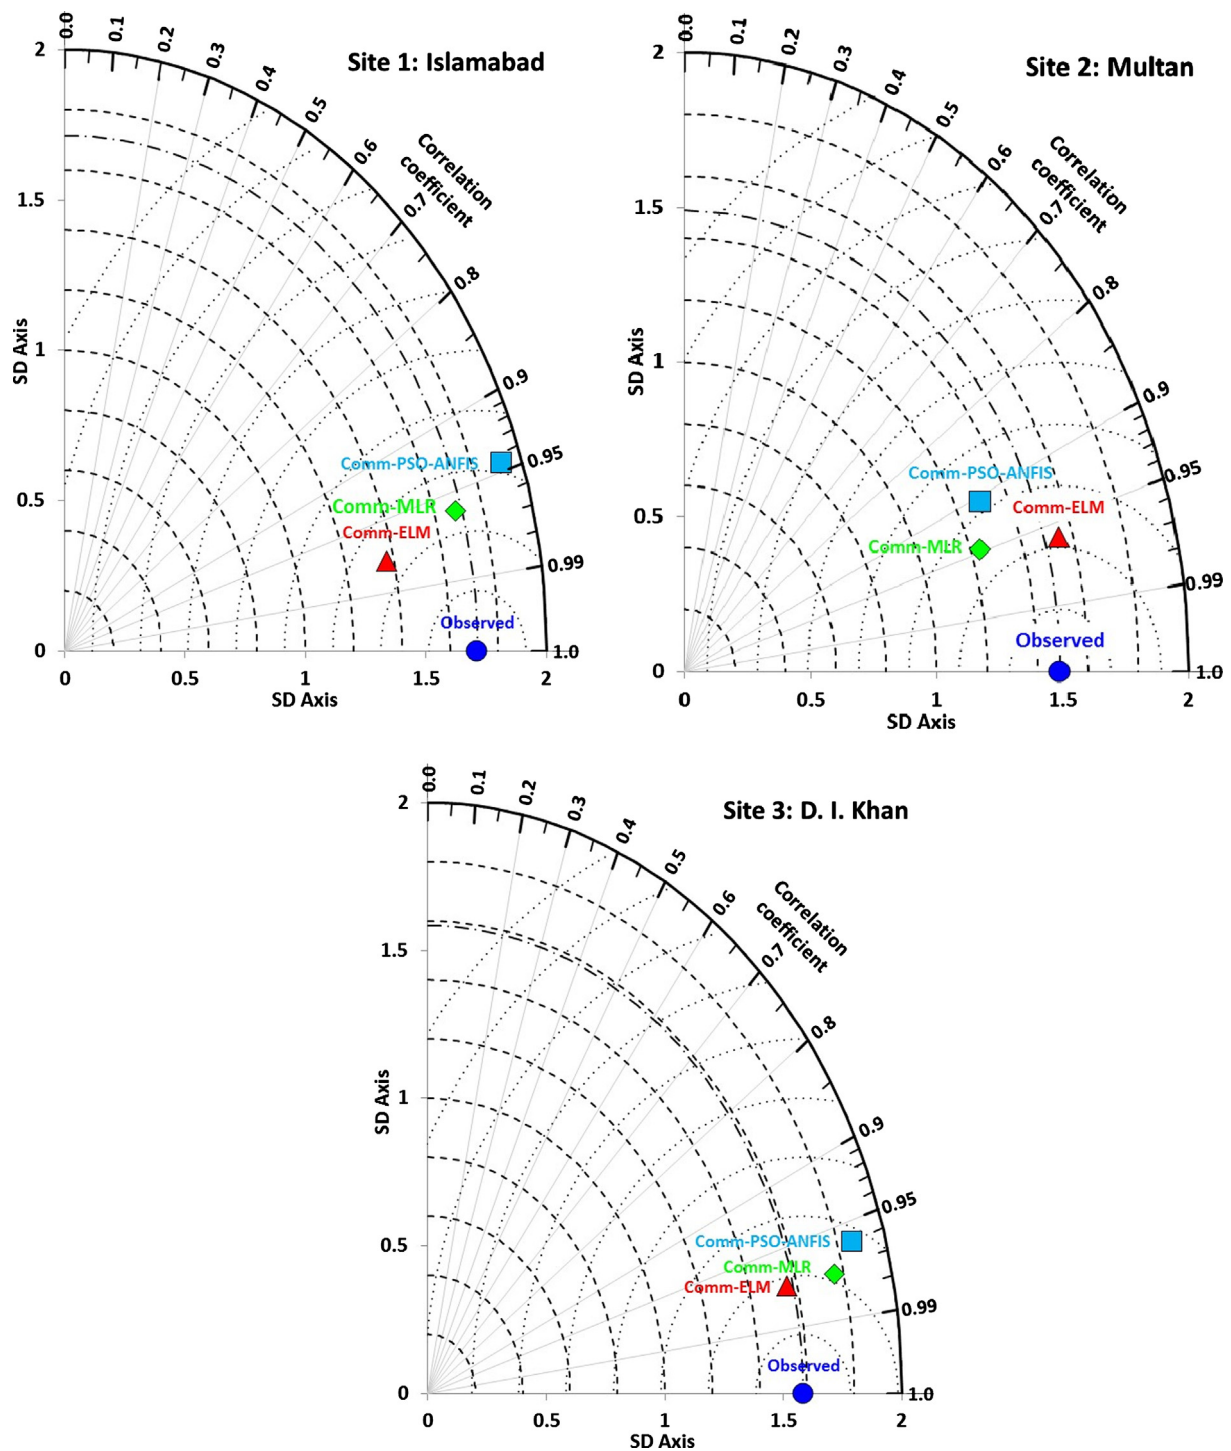 Site 1: Islamabad
0.0
0.1
0.2
0.3
0.4
0.5
0.6
0.7
0.8
0.9
0.95
0.99
1.0
Correlation
coefficient
2
1.5
1
0.5
0
SD Axis
Comm-PSO-ANFIS
Comm-MLR
Comm-ELM
Observed
0
0.5
1
1.5
2
SD Axis
Site 2: Multan
0.0
0.1
0.2
0.3
0.4
0.5
0.6
0.7
0.8
0.9
0.95
0.99
1.0
Correlation
coefficient
2
1.5
1
0.5
0
SD Axis
Comm-PSO-ANFIS
Comm-ELM
Comm-MLR
Observed
0
0.5
1
1.5
2
SD Axis
Site 3: D. I. Khan
0.0
0.1
0.2
0.3
0.4
0.5
0.6
0.7
0.8
0.9
0.95
0.99
1.0
Correlation
coefficient
2
1.5
1
0.5
0
SD Axis
Comm-PSO-ANFIS
Comm-MLR
Comm-ELM
Observed
0
0.5
1
1.5
2
SD Axis